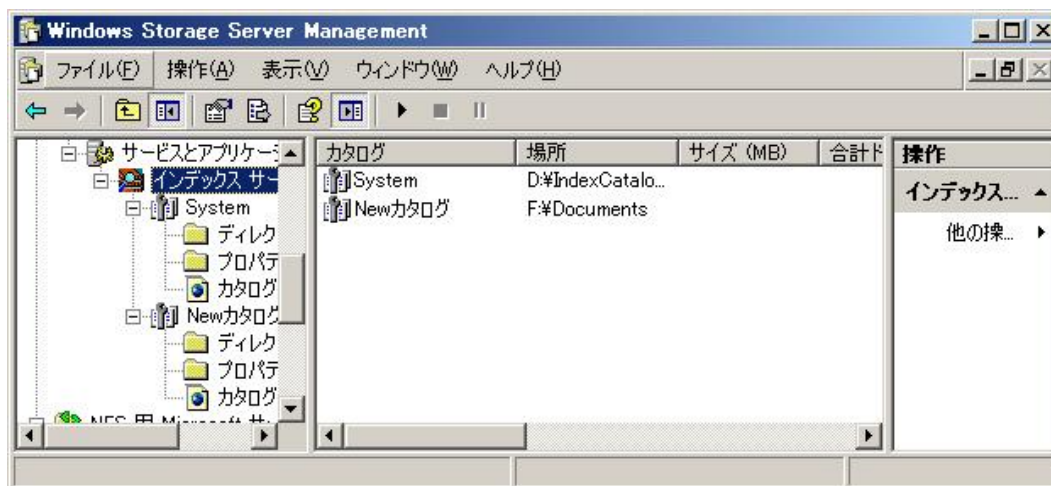 Windows Storage Server Management
ファイル(F) 操作(A) 表示(V) ウィンドウ(W) ヘルプ(H)
サービスとアプリケーシ
インデックス サー
System
ディレク
プロパテ
カタログ
Newカタログ
ディレク
プロパテ
カタログ
NFS 用 Microsoft サ
カタログ 場所 サイズ (MB) 合計ド
System D:¥IndexCatalo...
Newカタログ F:¥Documents
操作
インデックス...
他の操...